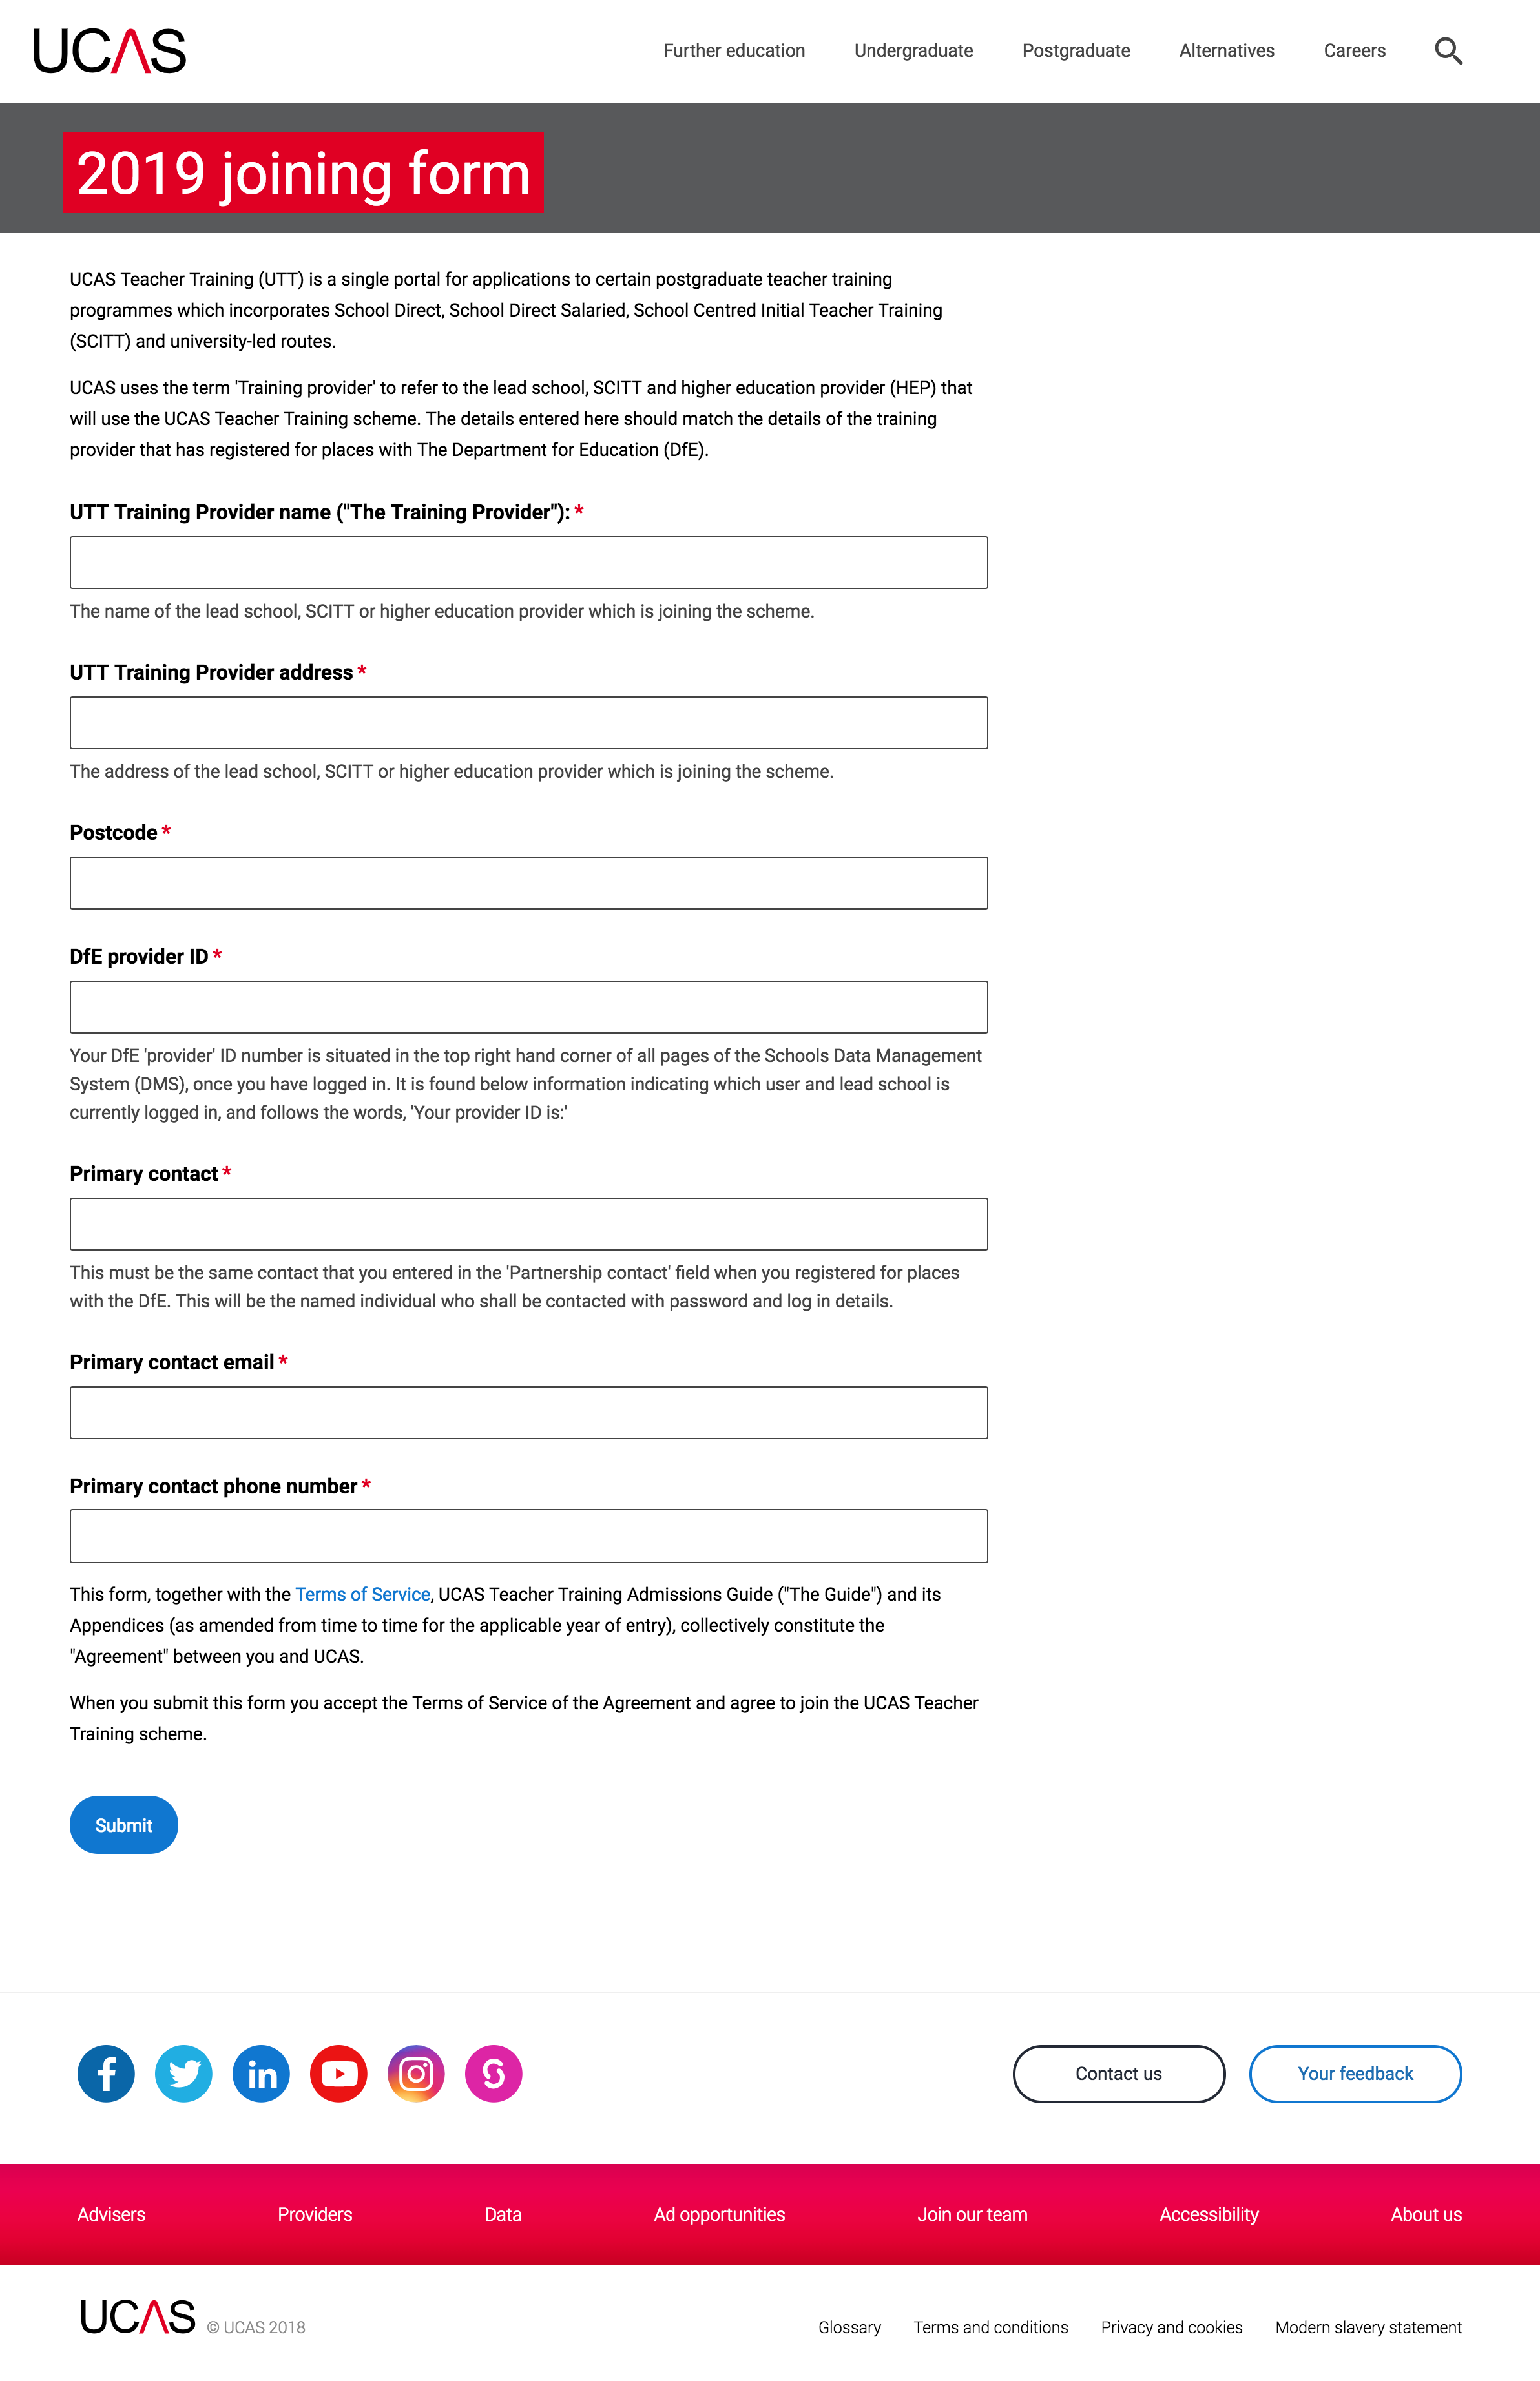 UCAS
Further education Undergraduate Postgraduate Alternatives Careers
2019 joining form
UCAS Teacher Training (UTT) is a single portal for applications to certain postgraduate teacher training
programmes which incorporates School Direct, School Direct Salaried, School Centred Initial Teacher Training
(SCITT) and university-led routes.
UCAS uses the term 'Training provider' to refer to the lead school, SCITT and higher education provider (HEP) that
will use the UCAS Teacher Training scheme. The details entered here should match the details of the training
provider that has registered for places with The Department for Education (DfE).
UTT Training Provider name ("The Training Provider"): *
The name of the lead school, SCITT or higher education provider which is joining the scheme.
UTT Training Provider address *
The address of the lead school, SCITT or higher education provider which is joining the scheme.
Postcode *
DfE provider ID *
Your DfE 'provider' ID number is situated in the top right hand corner of all pages of the Schools Data Management
System (DMS), once you have logged in. It is found below information indicating which user and lead school is
currently logged in, and follows the words, 'Your provider ID is:'
Primary contact *
This must be the same contact that you entered in the 'Partnership contact' field when you registered for places
with the DfE. This will be the named individual who shall be contacted with password and log in details.
Primary contact email *
Primary contact phone number *
This form, together with the Terms of Service, UCAS Teacher Training Admissions Guide ("The Guide") and its
Appendices (as amended from time to time for the applicable year of entry), collectively constitute the
"Agreement" between you and UCAS.
When you submit this form you accept the Terms of Service of the Agreement and agree to join the UCAS Teacher
Training scheme.
Submit
Contact us Your feedback
Advisers Providers Data Ad opportunities Join our team Accessibility About us
UCAS © UCAS 2018 Glossary Terms and conditions Privacy and cookies Modern slavery statement